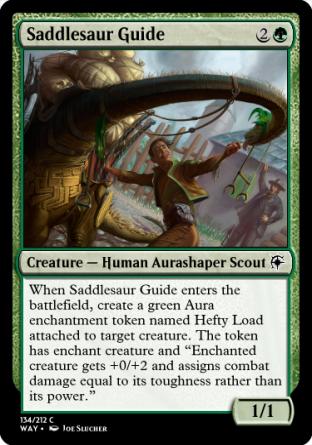 Saddlesaur Guide 2
Creature — Human Aurashaper Scout
When Saddlesaur Guide enters the
battlefield, create a green Aura
enchantment token named Hefty Load
attached to target creature. The token
has enchant creature and “Enchanted
creature gets +0/+2 and assigns combat
damage equal to its toughness rather than
its power.”
1/1
134/212 C
WAY • Joe Slucher